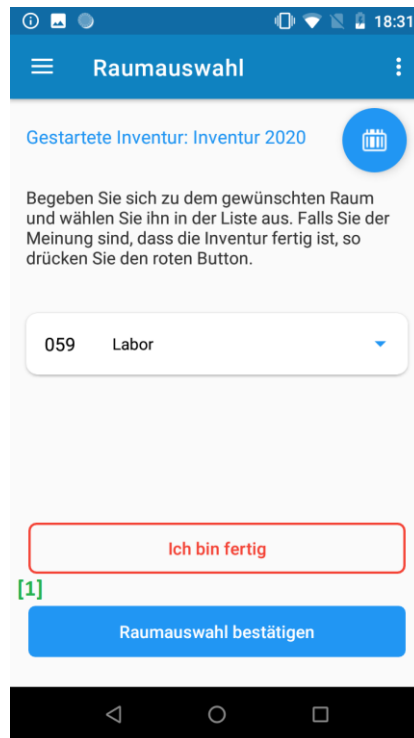 18:31
Raumauswahl
Gestartete Inventur: Inventur 2020
Begeben Sie sich zu dem gewünschten Raum
und wählen Sie ihn in der Liste aus. Falls Sie der
Meinung sind, dass die Inventur fertig ist, so
drücken Sie den roten Button.
059 Labor
Ich bin fertig
[1]
Raumauswahl bestätigen